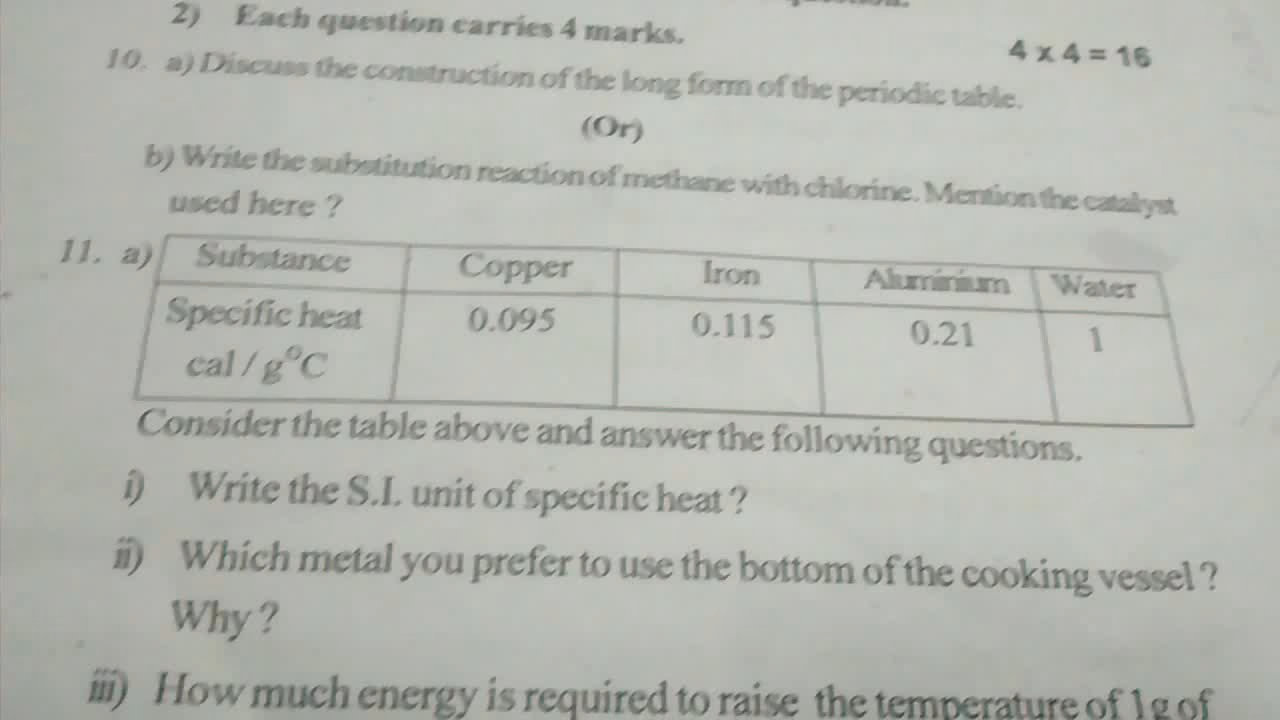 2) Each question carries 4 marks.
4 x 4 = 16
10. a) Discuss the construction of the long form of the periodic table.
(Or)
b) Write the substitution reaction of methane with chlorine. Mention the catalyst
used here ?
11. a) Substance Copper Iron Aluminium Water
Specific heat 0.095 0.115 0.21 1
cal / g°C
Consider the table above and answer the following questions.
i) Write the S.I. unit of specific heat ?
ii) Which metal you prefer to use the bottom of the cooking vessel ?
Why ?
iii) How much energy is required to raise the temperature of 1g of